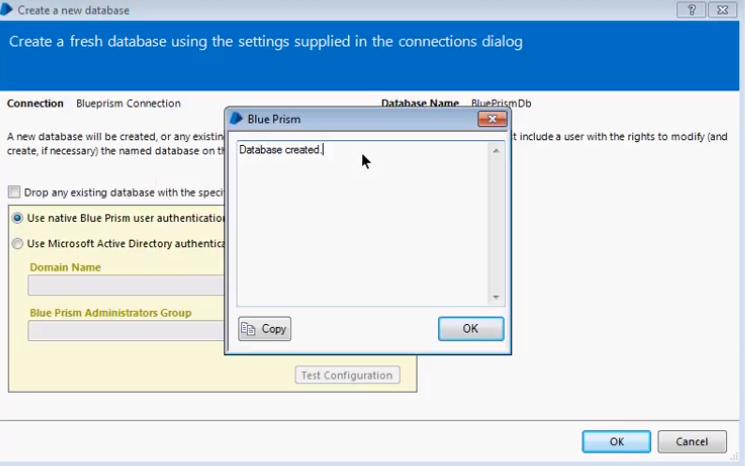 Create a new database
Create a fresh database using the settings supplied in the connections dialog
Connection Blueprism Connection Database Name BluePrismDb
A new database will be created, or any existing t include a user with the rights to modify (and
create, if necessary) the named database on th
Drop any existing database with the speci
Use native Blue Prism user authentication
Use Microsoft Active Directory authentica
Domain Name
Blue Prism Administrators Group
Test Configuration
OK Cancel
Blue Prism
Database created.
Copy OK